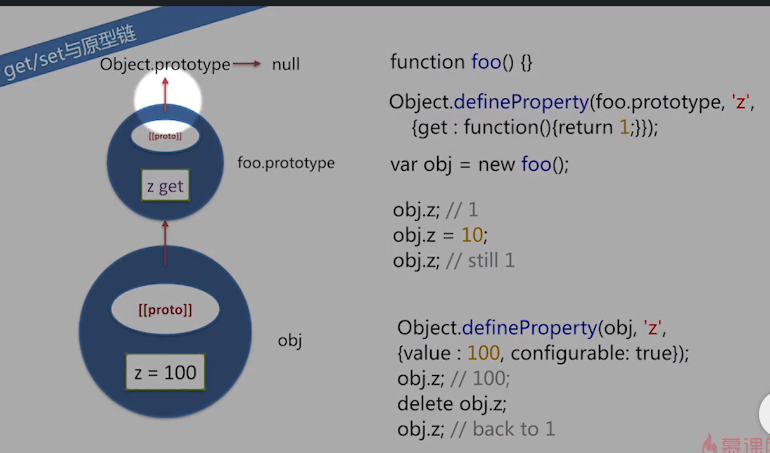 get/set与原型链
Object.prototype
null
[[proto]]
foo.prototype
z get
[[proto]]
obj
z = 100
function foo() {}
Object.defineProperty(foo.prototype, 'z',
{get : function(){return 1;}});
var obj = new foo();
obj.z; // 1
obj.z = 10;
obj.z; // still 1
Object.defineProperty(obj, 'z',
{value : 100, configurable: true});
obj.z; // 100;
delete obj.z;
obj.z; // back to 1
慕课